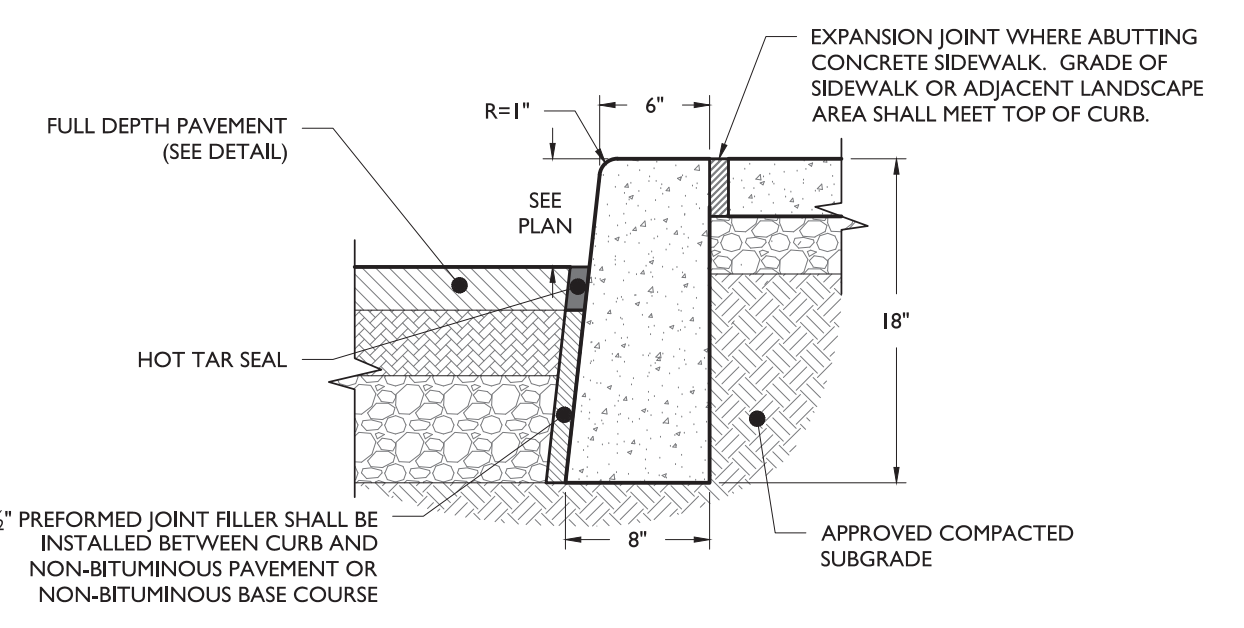 EXPANSION JOINT WHERE ABUTTING
CONCRETE SIDEWALK. GRADE OF
SIDEWALK OR ADJACENT LANDSCAPE
AREA SHALL MEET TOP OF CURB.
R=1"
6"
FULL DEPTH PAVEMENT
(SEE DETAIL)
SEE
PLAN
18"
HOT TAR SEAL
PREFORMED JOINT FILLER SHALL BE
INSTALLED BETWEEN CURB AND
NON-BITUMINOUS PAVEMENT OR
NON-BITUMINOUS BASE COURSE
8"
APPROVED COMPACTED
SUBGRADE